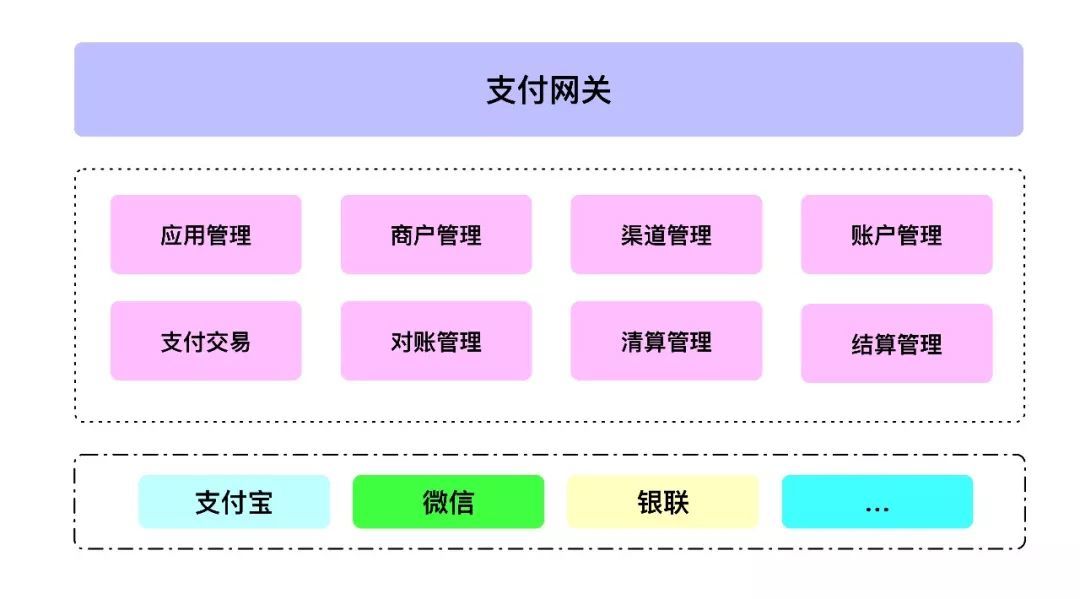 支付网关
应用管理
商户管理
渠道管理
账户管理
支付交易
对账管理
清算管理
结算管理
支付宝
微信
银联
...